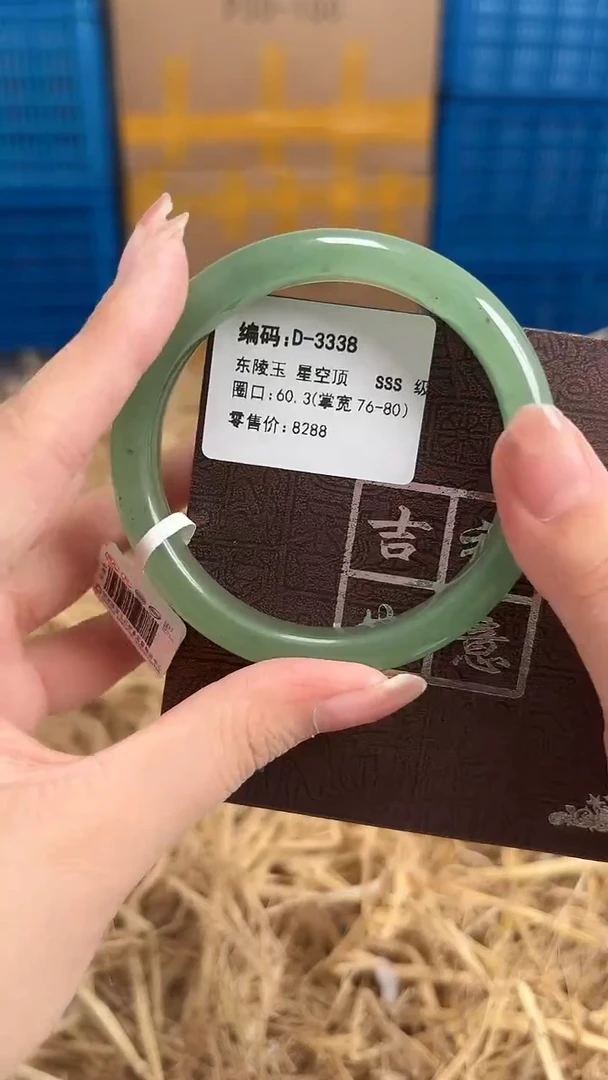 编码:D-3338
东陵玉 星空顶 SSS 级
圈口:60.3(掌宽 76-80)
零售价:8288
吉
意